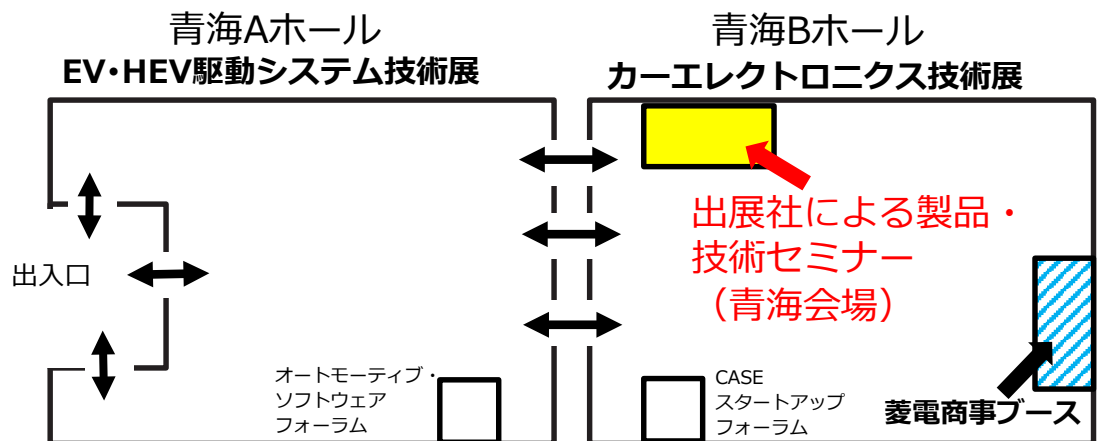 青海Aホール
EV・HEV駆動システム技術展
青海Bホール
カーエレクトロニクス技術展
出展社による製品・
技術セミナー
（青海会場）
出入口
オートモーティブ・
ソフトウェア
フォーラム
CASE
スタートアップ
フォーラム
菱電商事ブース